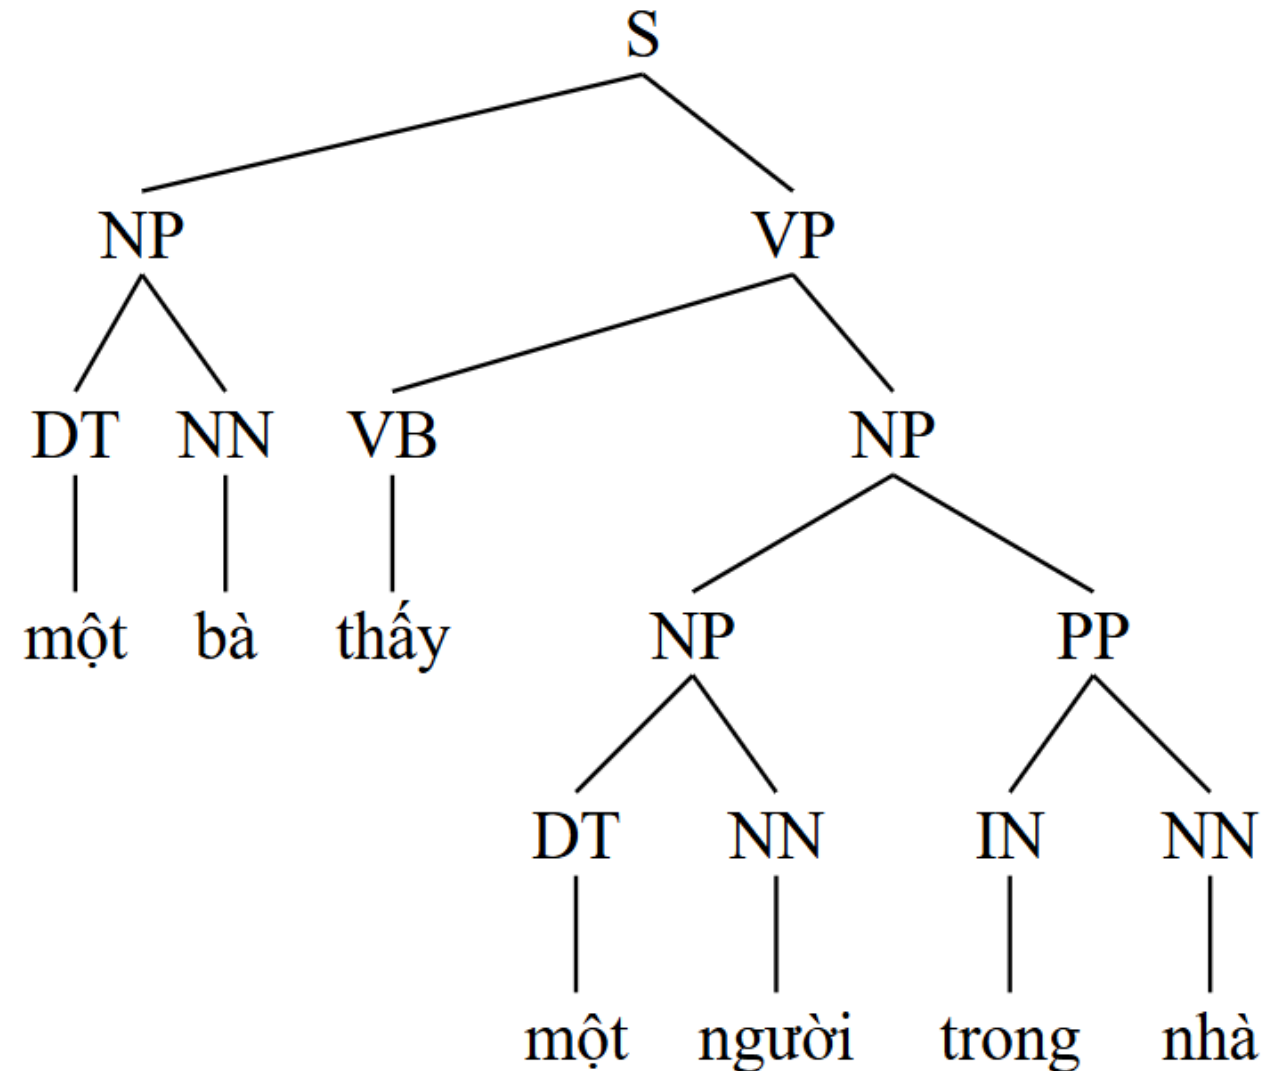 S
NP VP
DT NN VB NP
một bà thấy NP PP
DT NN IN NN
một người trong nhà